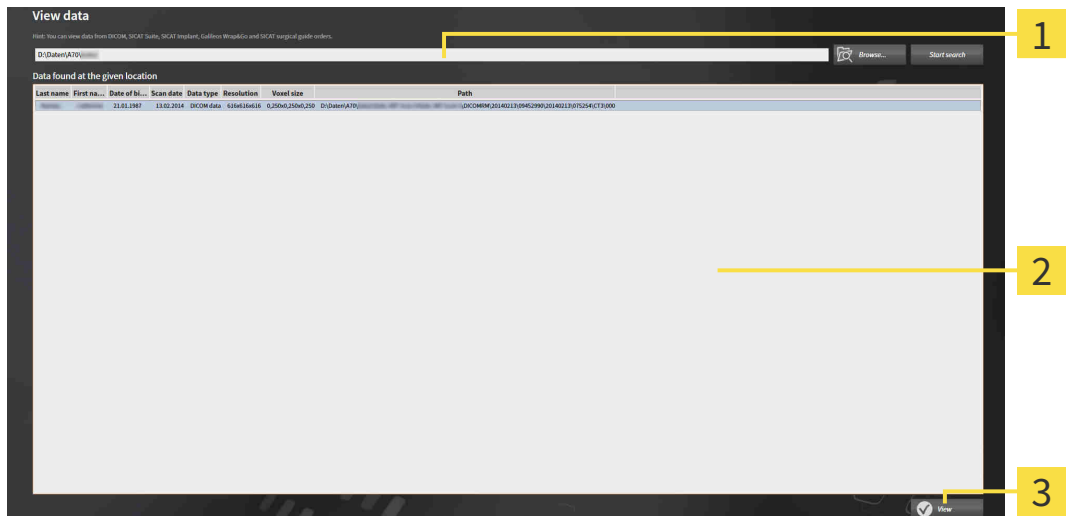 View data
Hint: You can view data from DICOM, SICAT Suite, SICAT Implant, Galileos Wrap&Go and SICAT surgical guide orders.
D:\Daten\A70\
Browse...
Start search
Data found at the given location
Last name First na... Date of bi... Scan date Data type Resolution Voxel size Path
21.01.1987 13.02.2014 DICOM data 616x616x616 0,250x0,250x0,250 D:\Daten\A70\ \DICOMRM\20140213\09452990\20140213\075254\CT3\000
View
1
2
3